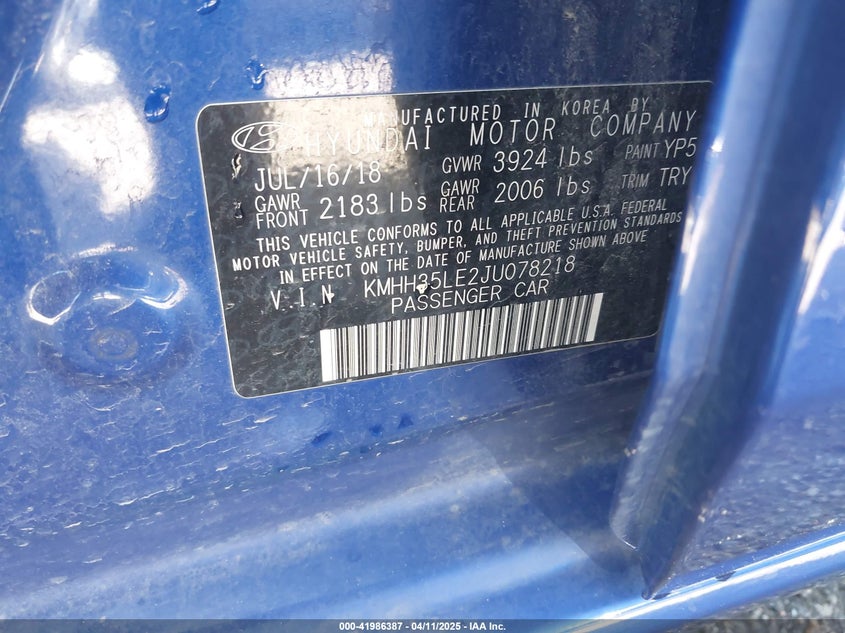 MANUFACTURED IN KOREA BY
HYUNDAI MOTOR COMPANY
JUL/16/18 GVWR 3924 lbs PAINT YP5
GAWR FRONT 2183 lbs GAWR REAR 2006 lbs TRIM TRY
THIS VEHICLE CONFORMS TO ALL APPLICABLE U.S.A. FEDERAL
MOTOR VEHICLE SAFETY, BUMPER, AND THEFT PREVENTION STANDARDS
IN EFFECT ON THE DATE OF MANUFACTURE SHOWN ABOVE
V.I.N KMHH35LE2JU078218
PASSENGER CAR
000-41986387 - 04/11/2025 - IAA Inc.